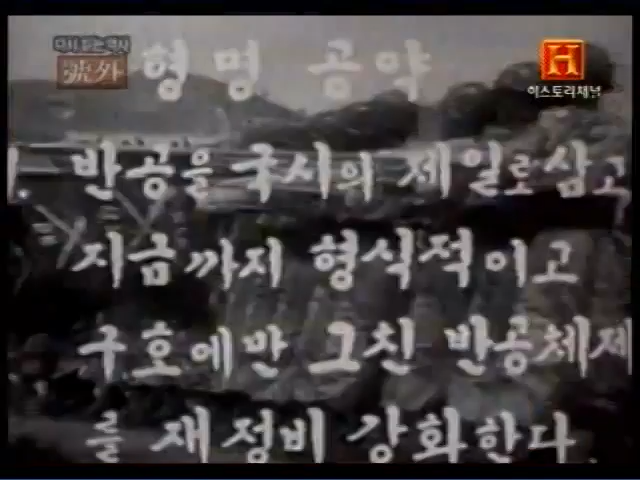 다시 읽는 역사
號外
H
히스토리채널
혁명 공약
1. 반공을 국시의 제일로 삼고
지금까지 형식적이고
구호에만 그친 반공체제
를 재정비 강화한다.